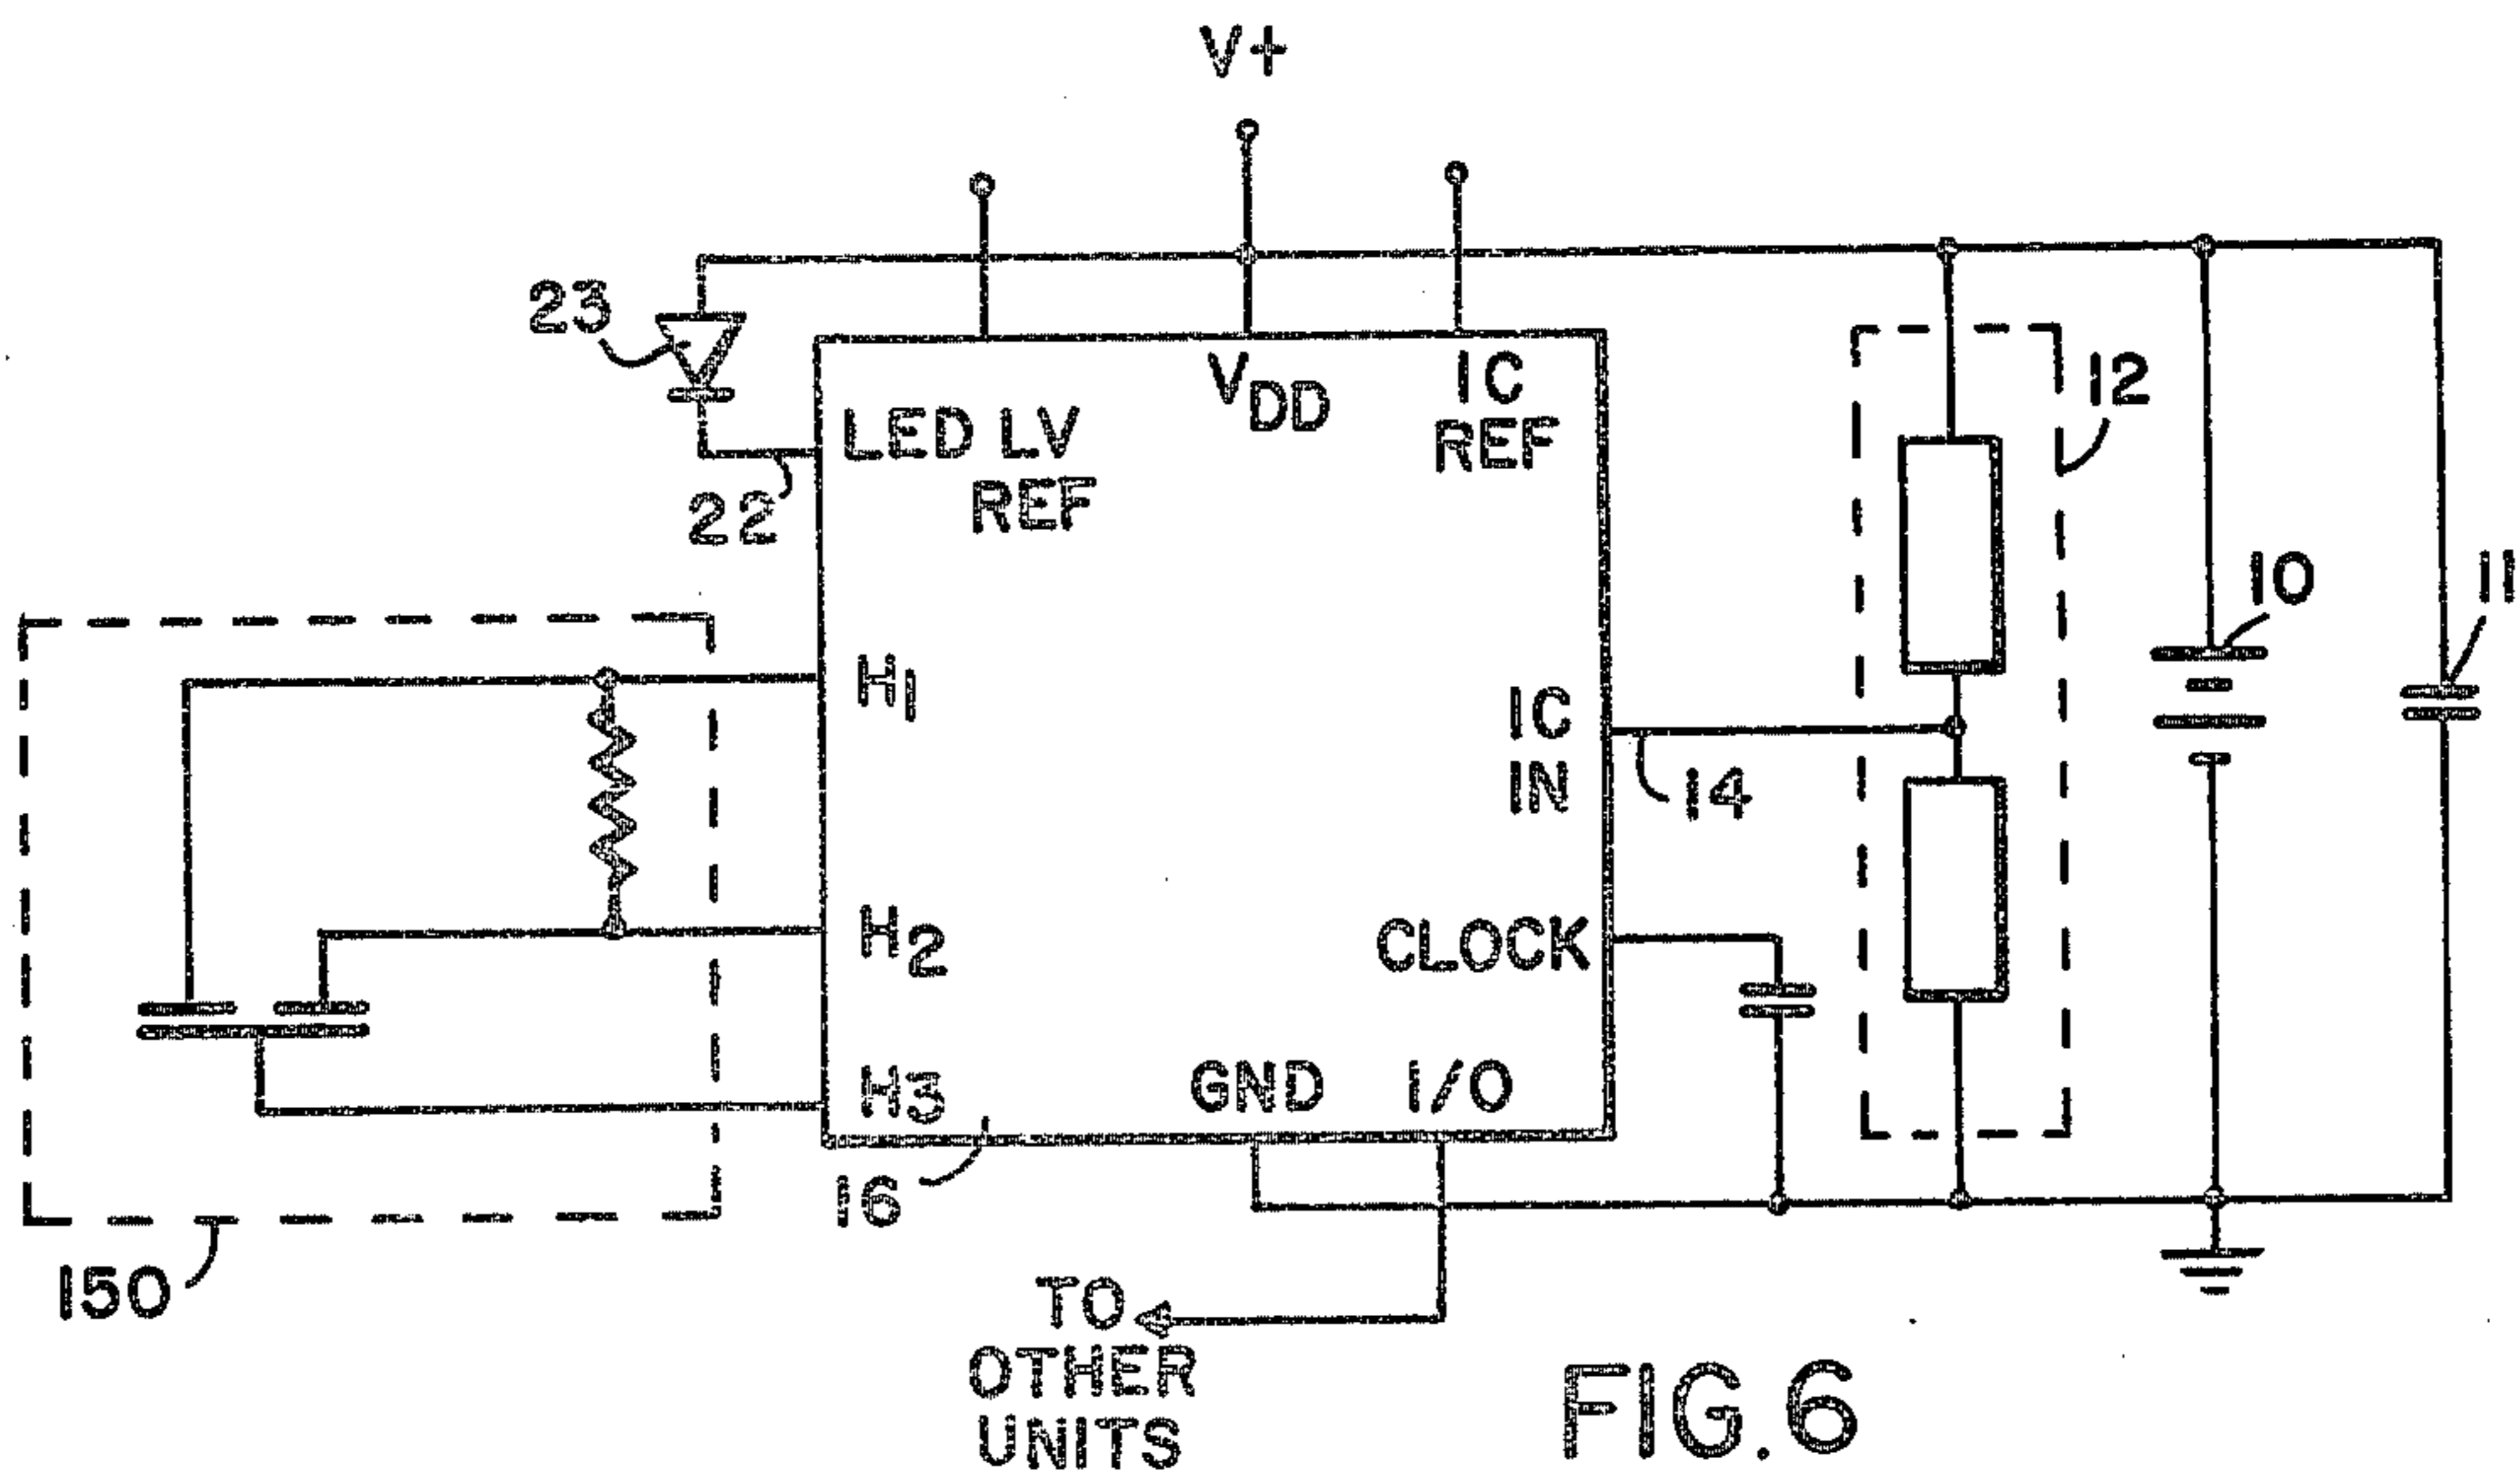 V+
23
LED LV
REF
VDD
IC
REF
12
22
10
11
H1
IC
IN
14
H2
CLOCK
H3
GND
I/O
16
150
TO
OTHER
UNITS
FIG.6